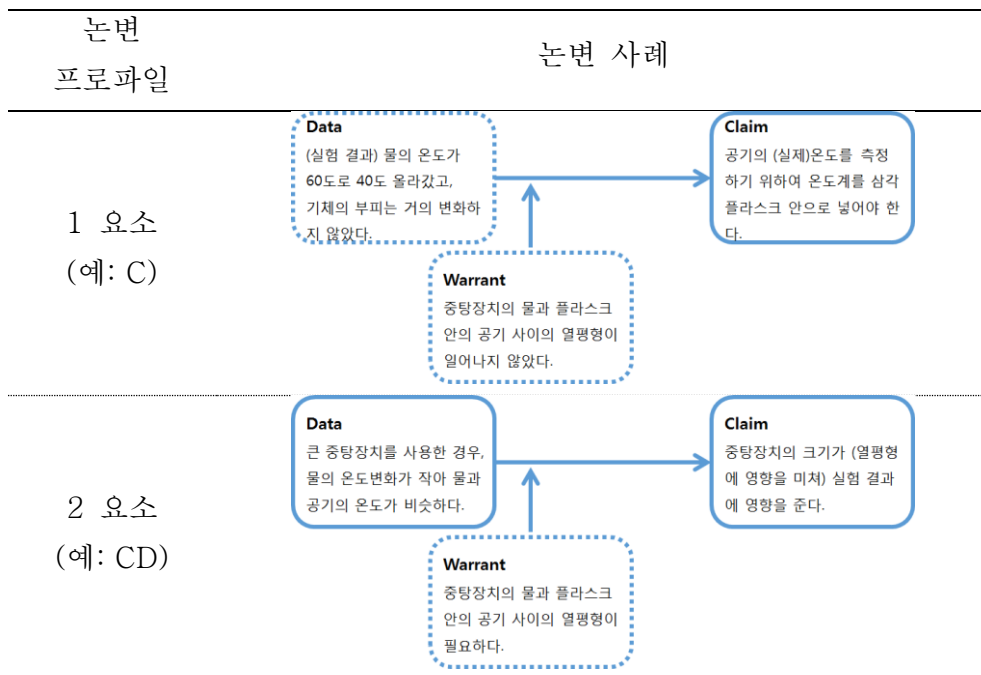 논변
프로파일
논변 사례
1 요소
(예: C)
Data
(실험 결과) 물의 온도가
60도로 40도 올라갔고,
기체의 부피는 거의 변화하
지 않았다.
Claim
공기의 (실제)온도를 측정
하기 위하여 온도계를 삼각
플라스크 안으로 넣어야 한
다.
Warrant
중탕장치의 물과 플라스크
안의 공기 사이의 열평형이
일어나지 않았다.
2 요소
(예: CD)
Data
큰 중탕장치를 사용한 경우,
물의 온도변화가 작아 물과
공기의 온도가 비슷하다.
Claim
중탕장치의 크기가 (열평형
에 영향을 미쳐) 실험 결과
에 영향을 준다.
Warrant
중탕장치의 물과 플라스크
안의 공기 사이의 열평형이
필요하다.